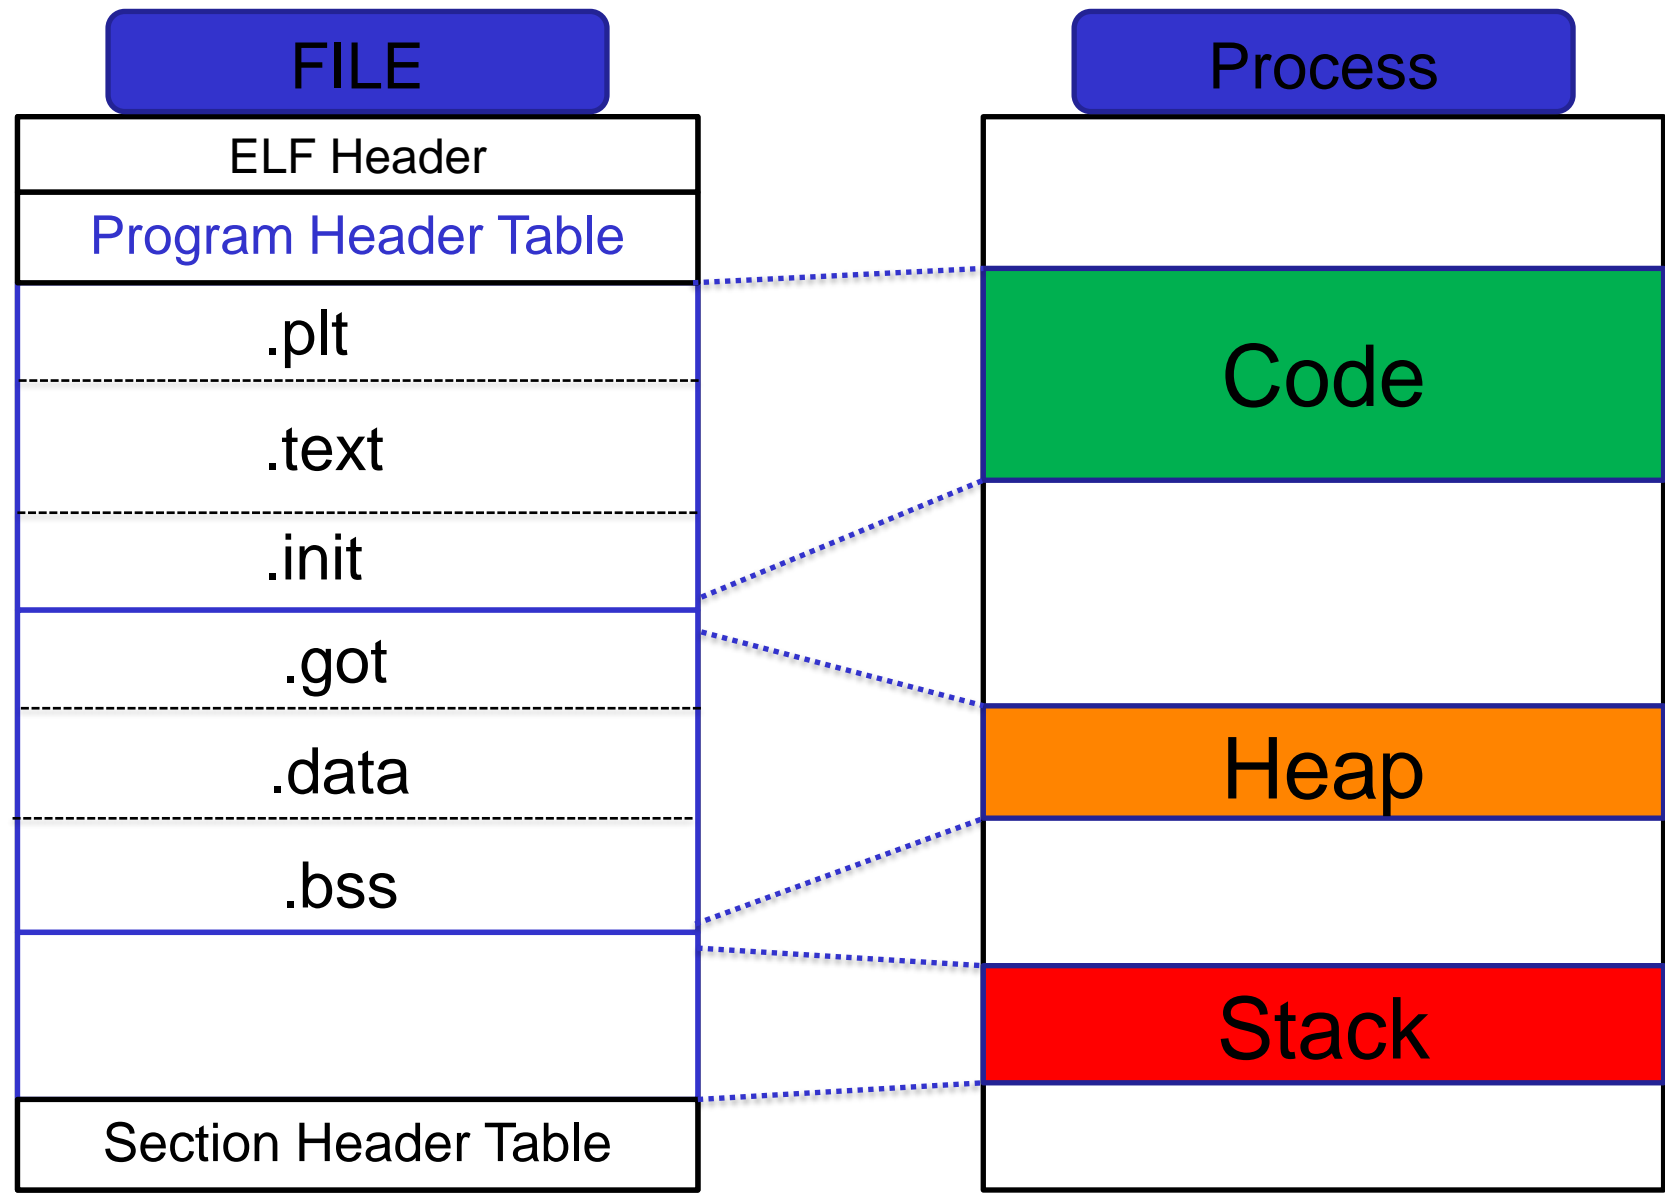 FILE
ELF Header
Program Header Table
.plt
.text
.init
.got
.data
.bss
Section Header Table
Process
Code
Heap
Stack